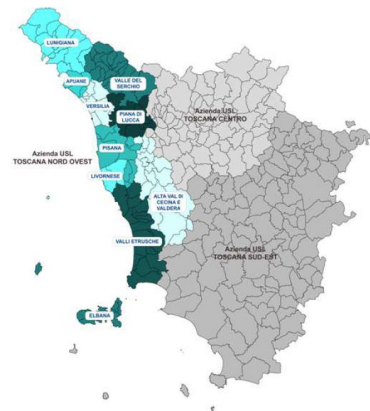 LUNIGIANA
APUANE
VALLE DEL
SERCHIO
VERSILIA
PIANA DI
LUCCA
Azienda USL
TOSCANA CENTRO
Azienda USL
TOSCANA NORD OVEST
PISANA
LIVORNESE
ALTA VAL DI
CECINA E
VALDERA
VALLI ETRUSCHE
Azienda USL
TOSCANA SUD-EST
ELBANA